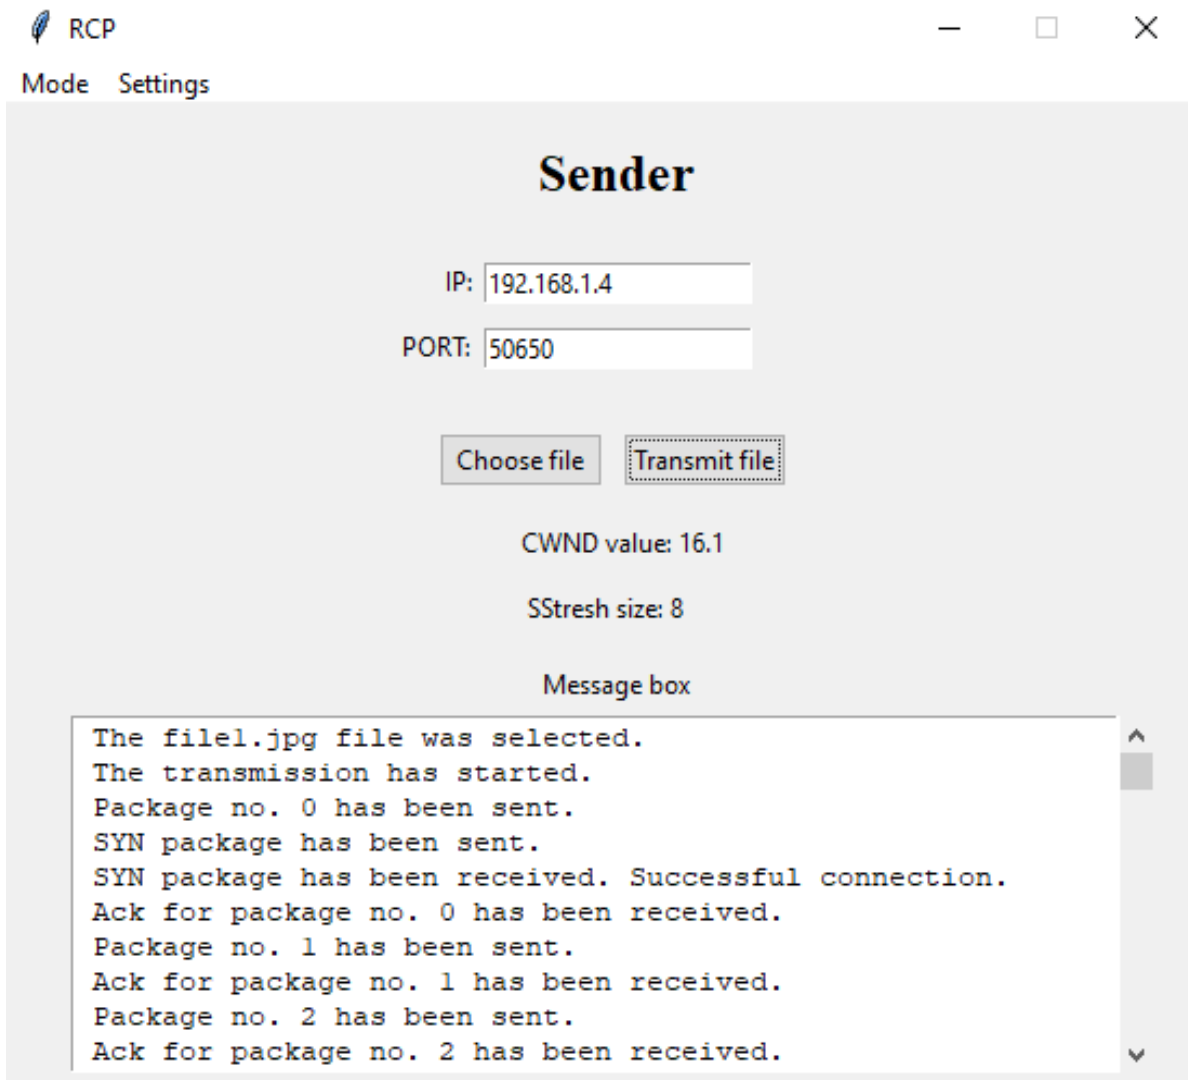 RCP
Mode Settings
Sender
IP: 192.168.1.4
PORT: 50650
Choose file Transmit file
CWND value: 16.1
SStresh size: 8
Message box
The file1.jpg file was selected.
The transmission has started.
Package no. 0 has been sent.
SYN package has been sent.
SYN package has been received. Successful connection.
Ack for package no. 0 has been received.
Package no. 1 has been sent.
Ack for package no. 1 has been received.
Package no. 2 has been sent.
Ack for package no. 2 has been received.